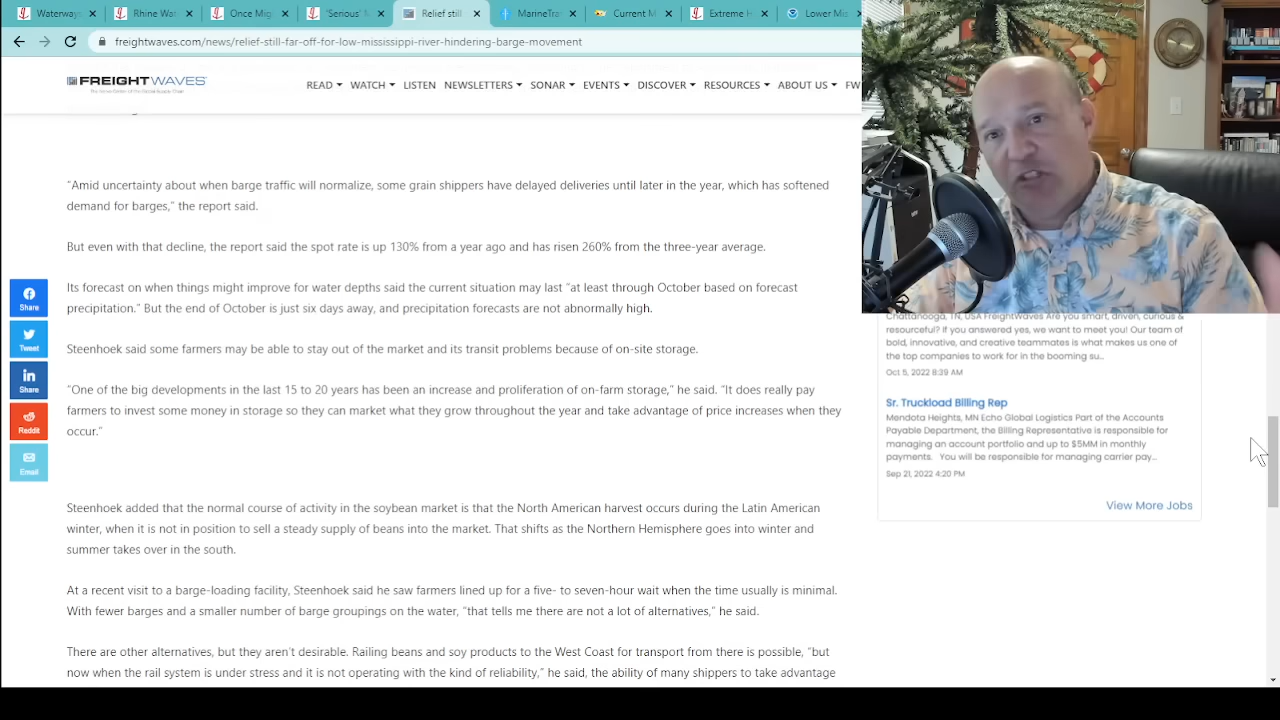 Waterways
Rhine Wat
Once Migh
'Serious' M
Relief still
MarineTra
Current M
Extreme H
Lower Mis
freightwaves.com/news/relief-still-far-off-for-low-mississippi-river-hindering-barge-movement
FREIGHTWAVES
READ WATCH LISTEN NEWSLETTERS SONAR EVENTS DISCOVER RESOURCES ABOUT US FW
"Amid uncertainty about when barge traffic will normalize, some grain shippers have delayed deliveries until later in the year, which has softened
demand for barges," the report said.
But even with that decline, the report said the spot rate is up 130% from a year ago and has risen 260% from the three-year average.
Its forecast on when things might improve for water depths said the current situation may last "at least through October based on forecast
precipitation." But the end of October is just six days away, and precipitation forecasts are not abnormally high.
Steenhoek said some farmers may be able to stay out of the market and its transit problems because of on-site storage.
"One of the big developments in the last 15 to 20 years has been an increase and proliferation of on-farm storage," he said. "It does really pay
farmers to invest some money in storage so they can market what they grow throughout the year and take advantage of price increases when they
occur."
Steenhoek added that the normal course of activity in the soybean market is that the North American harvest occurs during the Latin American
winter, when it is not in position to sell a steady supply of beans into the market. That shifts as the Northern Hemisphere goes into winter and
summer takes over in the south.
At a recent visit to a barge-loading facility, Steenhoek said he saw farmers lined up for a five- to seven-hour wait when the time usually is minimal.
With fewer barges and a smaller number of barge groupings on the water, "that tells me there are not a lot of alternatives," he said.
There are other alternatives, but they aren't desirable. Railing beans and soy products to the West Coast for transport from there is possible, "but
now when the rail system is under stress and it is not operating with the kind of reliability," he said, the ability of many shippers to take advantage
Share
Tweet
Share
Reddit
Email
Chattanooga, TN, USA FreightWaves Are you smart, driven, curious &
resourceful? If you answered yes, we want to meet you! Our team of
bold, innovative, and creative teammates is what makes us one of
the top companies to work for in the booming su...
Oct 5, 2022 8:39 AM
Sr. Truckload Billing Rep
Mendota Heights, MN Echo Global Logistics Part of the Accounts
Payable Department, the Billing Representative is responsible for
managing an account portfolio and up to $5MM in monthly
payments. You will be responsible for managing carrier pay...
Sep 21, 2022 4:20 PM
View More Jobs